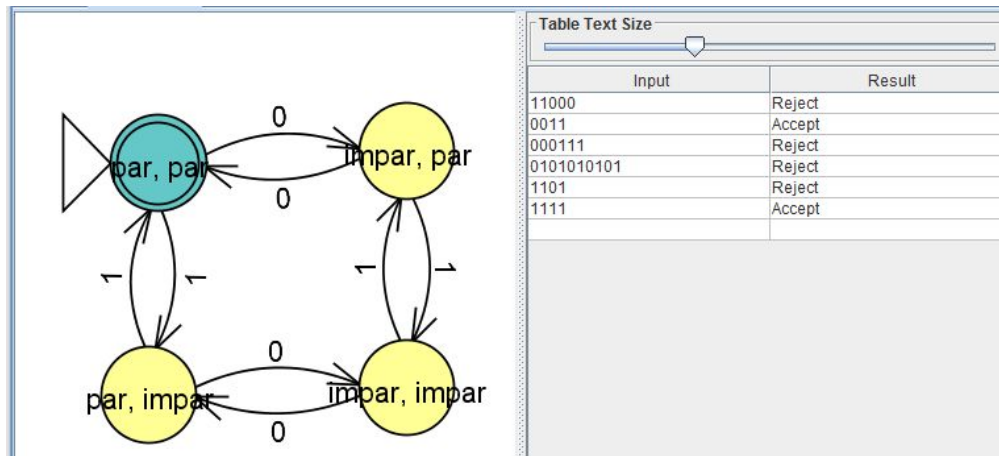 0
par, par
impar, par
0
1
1
1
1
0
par, impar
impar, impar
0
Table Text Size
Input Result
11000 Reject
0011 Accept
000111 Reject
0101010101 Reject
1101 Reject
1111 Accept